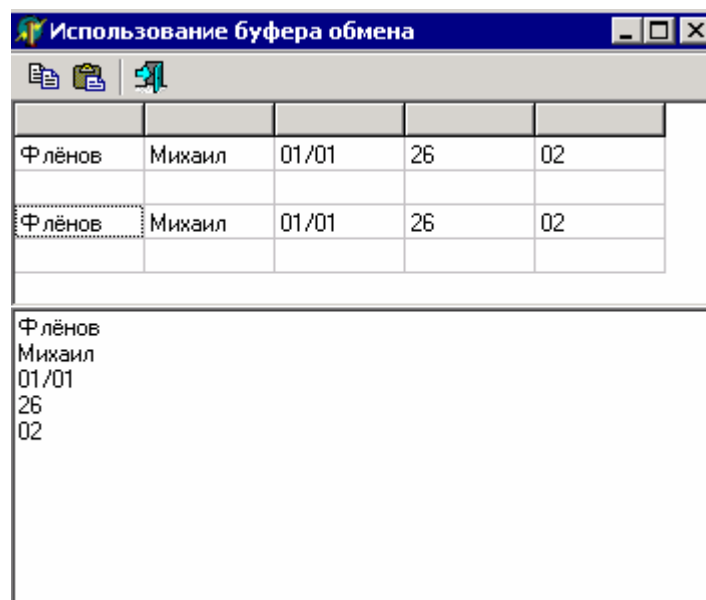 Использование буфера обмена
Флёнов Михаил 01/01 26 02
Флёнов Михаил 01/01 26 02
Флёнов
Михаил
01/01
26
02